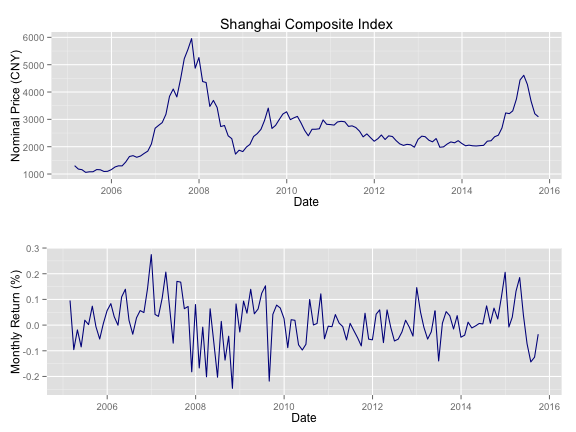 Shanghai Composite Index
Nominal Price (CNY)
6000
5000
4000
3000
2000
1000
2006 2008 2010 2012 2014 2016
Date
Monthly Return (%)
0.3
0.2
0.1
0.0
-0.1
-0.2
2006 2008 2010 2012 2014 2016
Date